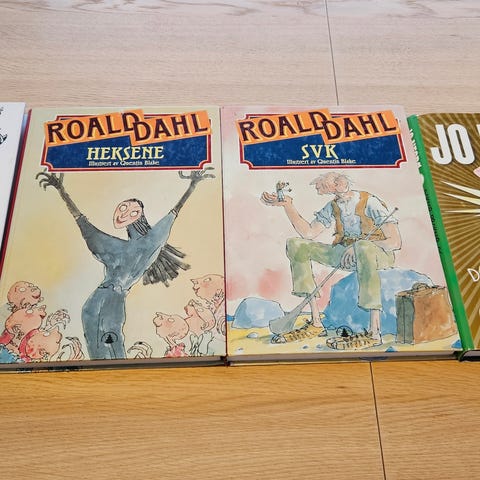 ROALD DAHL
HEKSENE
Illustrert av Quentin Blake
ROALD DAHL
SVK
Illustrert av Quentin Blake
JO